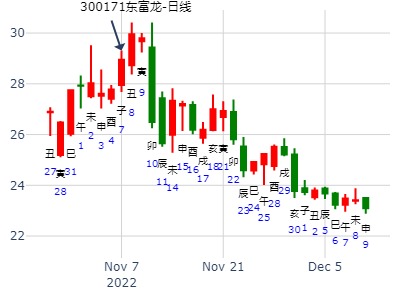 300171东富龙-日线
30
28
26
24
22
丑 27
寅 28
巳 31
午 1
未 2
申 3
酉 4
子 7
丑 8
寅 9
卯 10
辰 11
未 14
申 15
酉 16
戌 17
亥 18
寅 21
卯 22
辰 23
巳 24
午 25
酉 28
戌 29
亥 30
子 1
丑 2
辰 5
巳 6
午 7
未 8
申 9
Nov 7
2022
Nov 21
Dec 5